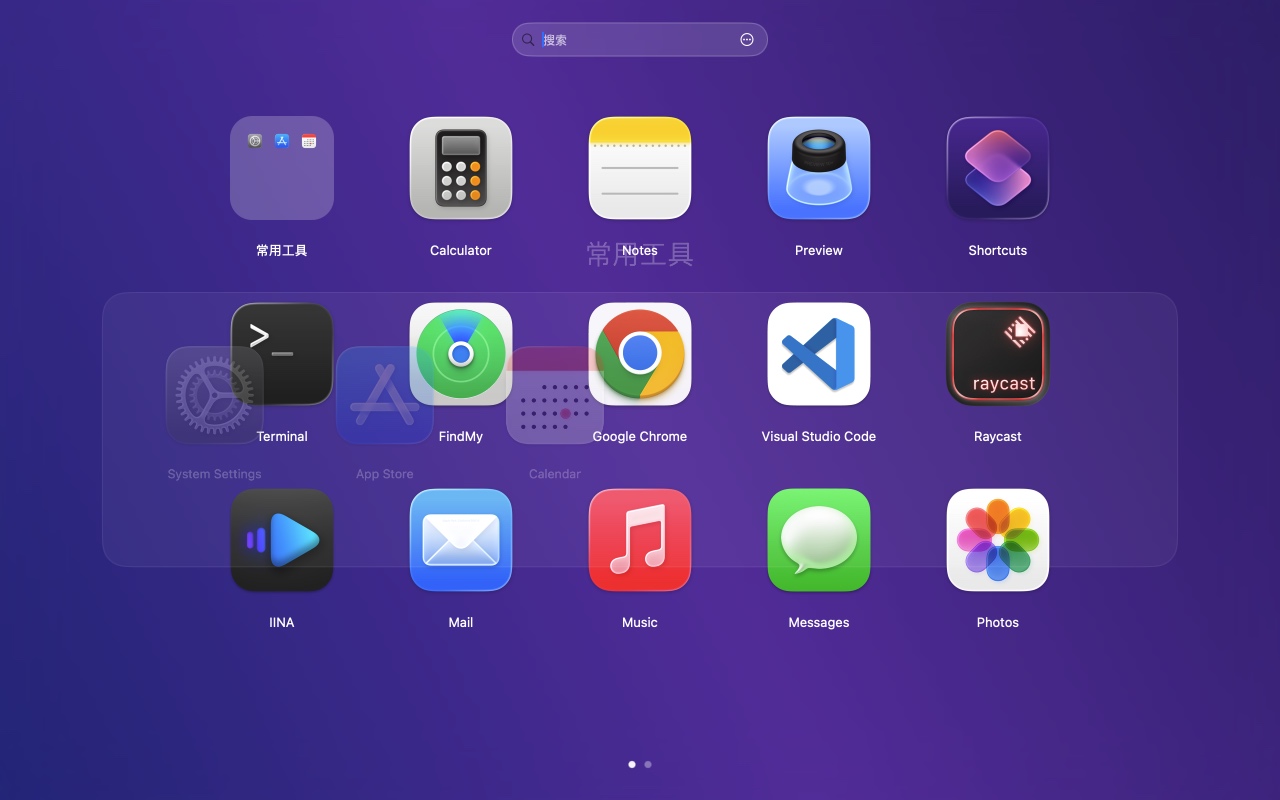 搜索
常用工具
Calculator
Notes
Preview
Shortcuts
常用工具
>_
raycast
Terminal
FindMy
Google Chrome
Visual Studio Code
Raycast
System Settings
App Store
Calendar
IINA
Mail
Music
Messages
Photos